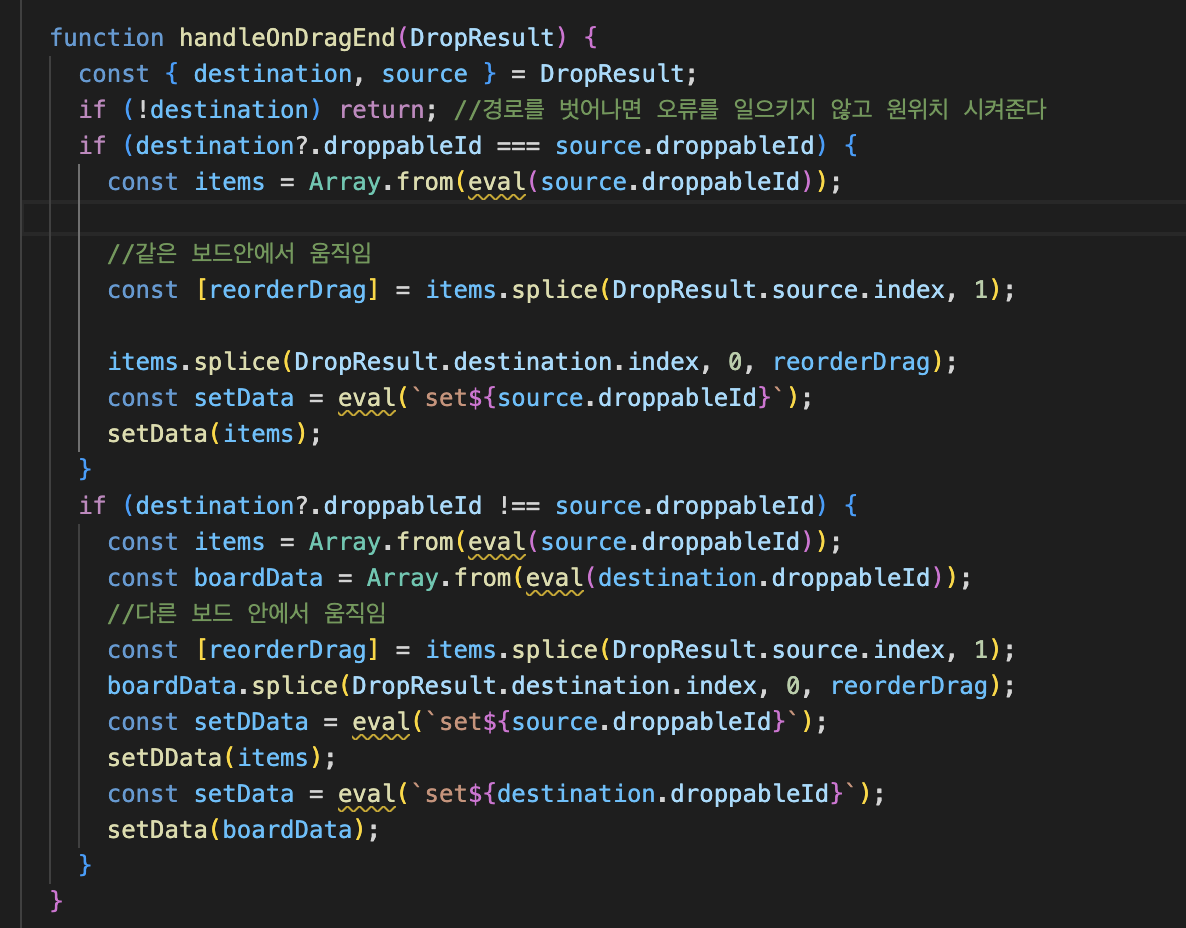 function handleOnDragEnd(DropResult) {
const { destination, source } = DropResult;
if (!destination) return; //경로를 벗어나면 오류를 일으키지 않고 원위치 시켜준다
if (destination?.droppableId === source.droppableId) {
const items = Array.from(eval(source.droppableId));
//같은 보드안에서 움직임
const [reorderDrag] = items.splice(DropResult.source.index, 1);
items.splice(DropResult.destination.index, 0, reorderDrag);
const setData = eval(`set${source.droppableId}`);
setData(items);
}
if (destination?.droppableId !== source.droppableId) {
const items = Array.from(eval(source.droppableId));
const boardData = Array.from(eval(destination.droppableId));
//다른 보드 안에서 움직임
const [reorderDrag] = items.splice(DropResult.source.index, 1);
boardData.splice(DropResult.destination.index, 0, reorderDrag);
const setDData = eval(`set${source.droppableId}`);
setDData(items);
const setData = eval(`set${destination.droppableId}`);
setData(boardData);
}
}